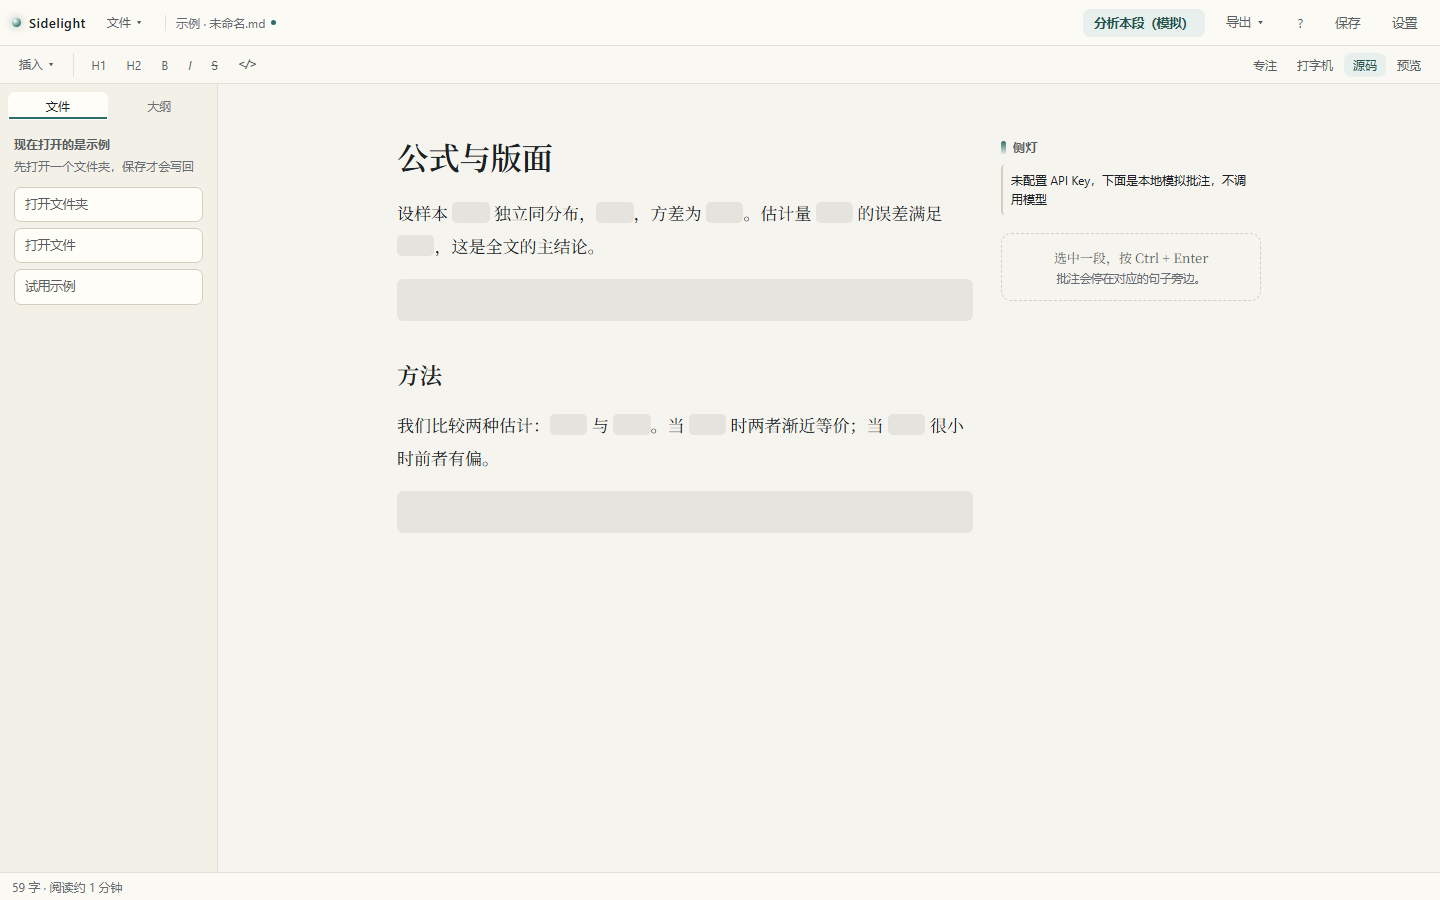 Sidelight 文件 ▾ 示例 · 未命名.md 分析本段（模拟） 导出 ▾ ? 保存 设置
插入 ▾ H1 H2 B I S </> 专注 打字机 源码 预览
文件 大纲
现在打开的是示例
先打开一个文件夹，保存才会写回
打开文件夹
打开文件
试用示例
公式与版面
设样本 独立同分布， ，方差为 。估计量 的误差满足
，这是全文的主结论。
方法
我们比较两种估计： 与 。当 时两者渐近等价；当 很小
时前者有偏。
侧灯
未配置 API Key，下面是本地模拟批注，不调
用模型
选中一段，按 Ctrl + Enter
批注会停在对应的句子旁边。
59 字 · 阅读约 1 分钟